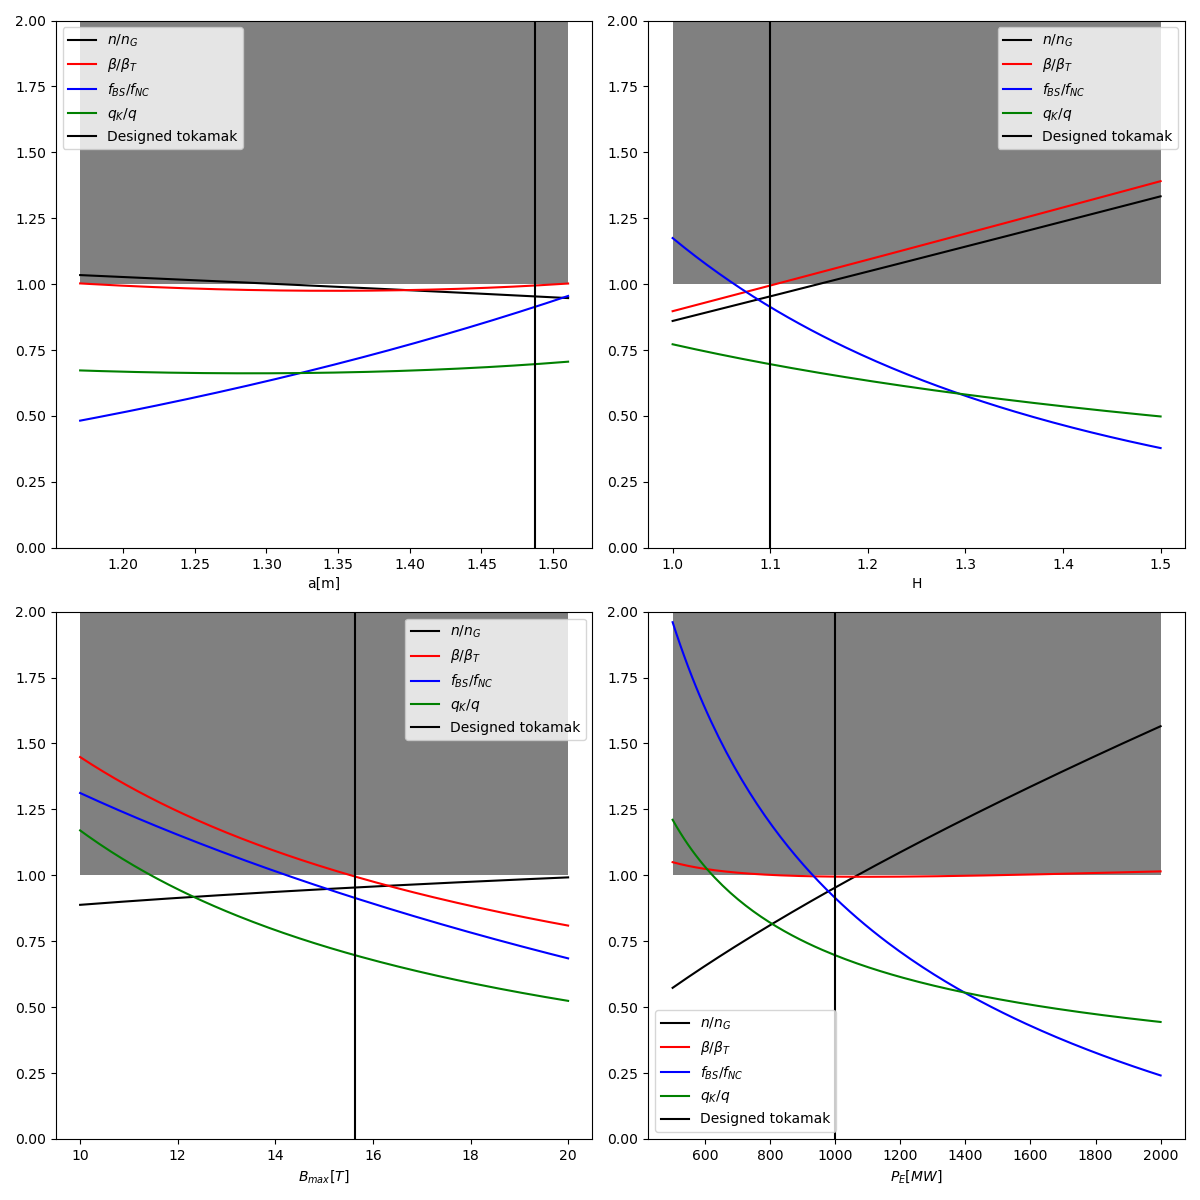 2.00
1.75
1.50
1.25
1.00
0.75
0.50
0.25
0.00
n/n_G
β/β_T
f_BS/f_NC
q_K/q
Designed tokamak
1.20 1.25 1.30 1.35 1.40 1.45 1.50
a[m]
2.00
1.75
1.50
1.25
1.00
0.75
0.50
0.25
0.00
n/n_G
β/β_T
f_BS/f_NC
q_K/q
Designed tokamak
1.0 1.1 1.2 1.3 1.4 1.5
H
2.00
1.75
1.50
1.25
1.00
0.75
0.50
0.25
0.00
n/n_G
β/β_T
f_BS/f_NC
q_K/q
Designed tokamak
10 12 14 16 18 20
B_max[T]
2.00
1.75
1.50
1.25
1.00
0.75
0.50
0.25
0.00
n/n_G
β/β_T
f_BS/f_NC
q_K/q
Designed tokamak
600 800 1000 1200 1400 1600 1800 2000
P_E[MW]